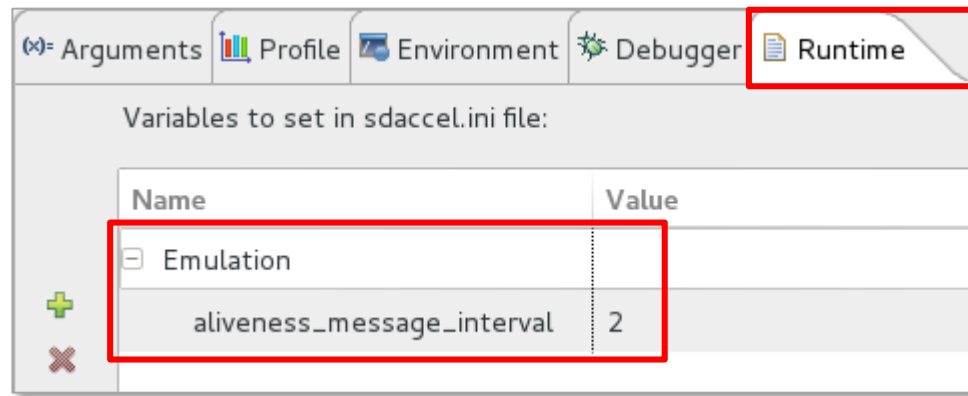 (x)= Arguments Profile Environment Debugger Runtime
Variables to set in sdaccel.ini file:
Name Value
Emulation
aliveness_message_interval 2